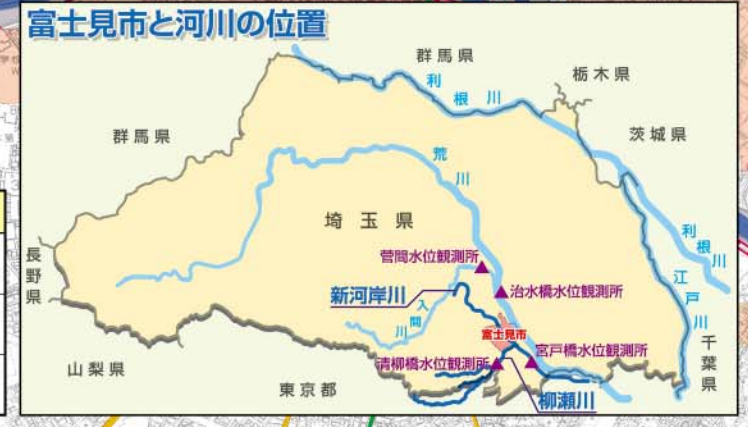 富士見市と河川の位置
群馬県
栃木県
利根川
茨城県
群馬県
荒川
埼玉県
利根川
長野県
菅間水位観測所
江戸川
新河岸川
入間川
治水橋水位観測所
富士見市
宮戸橋水位観測所
千葉県
青柳橋水位観測所
山梨県
東京都
柳瀬川